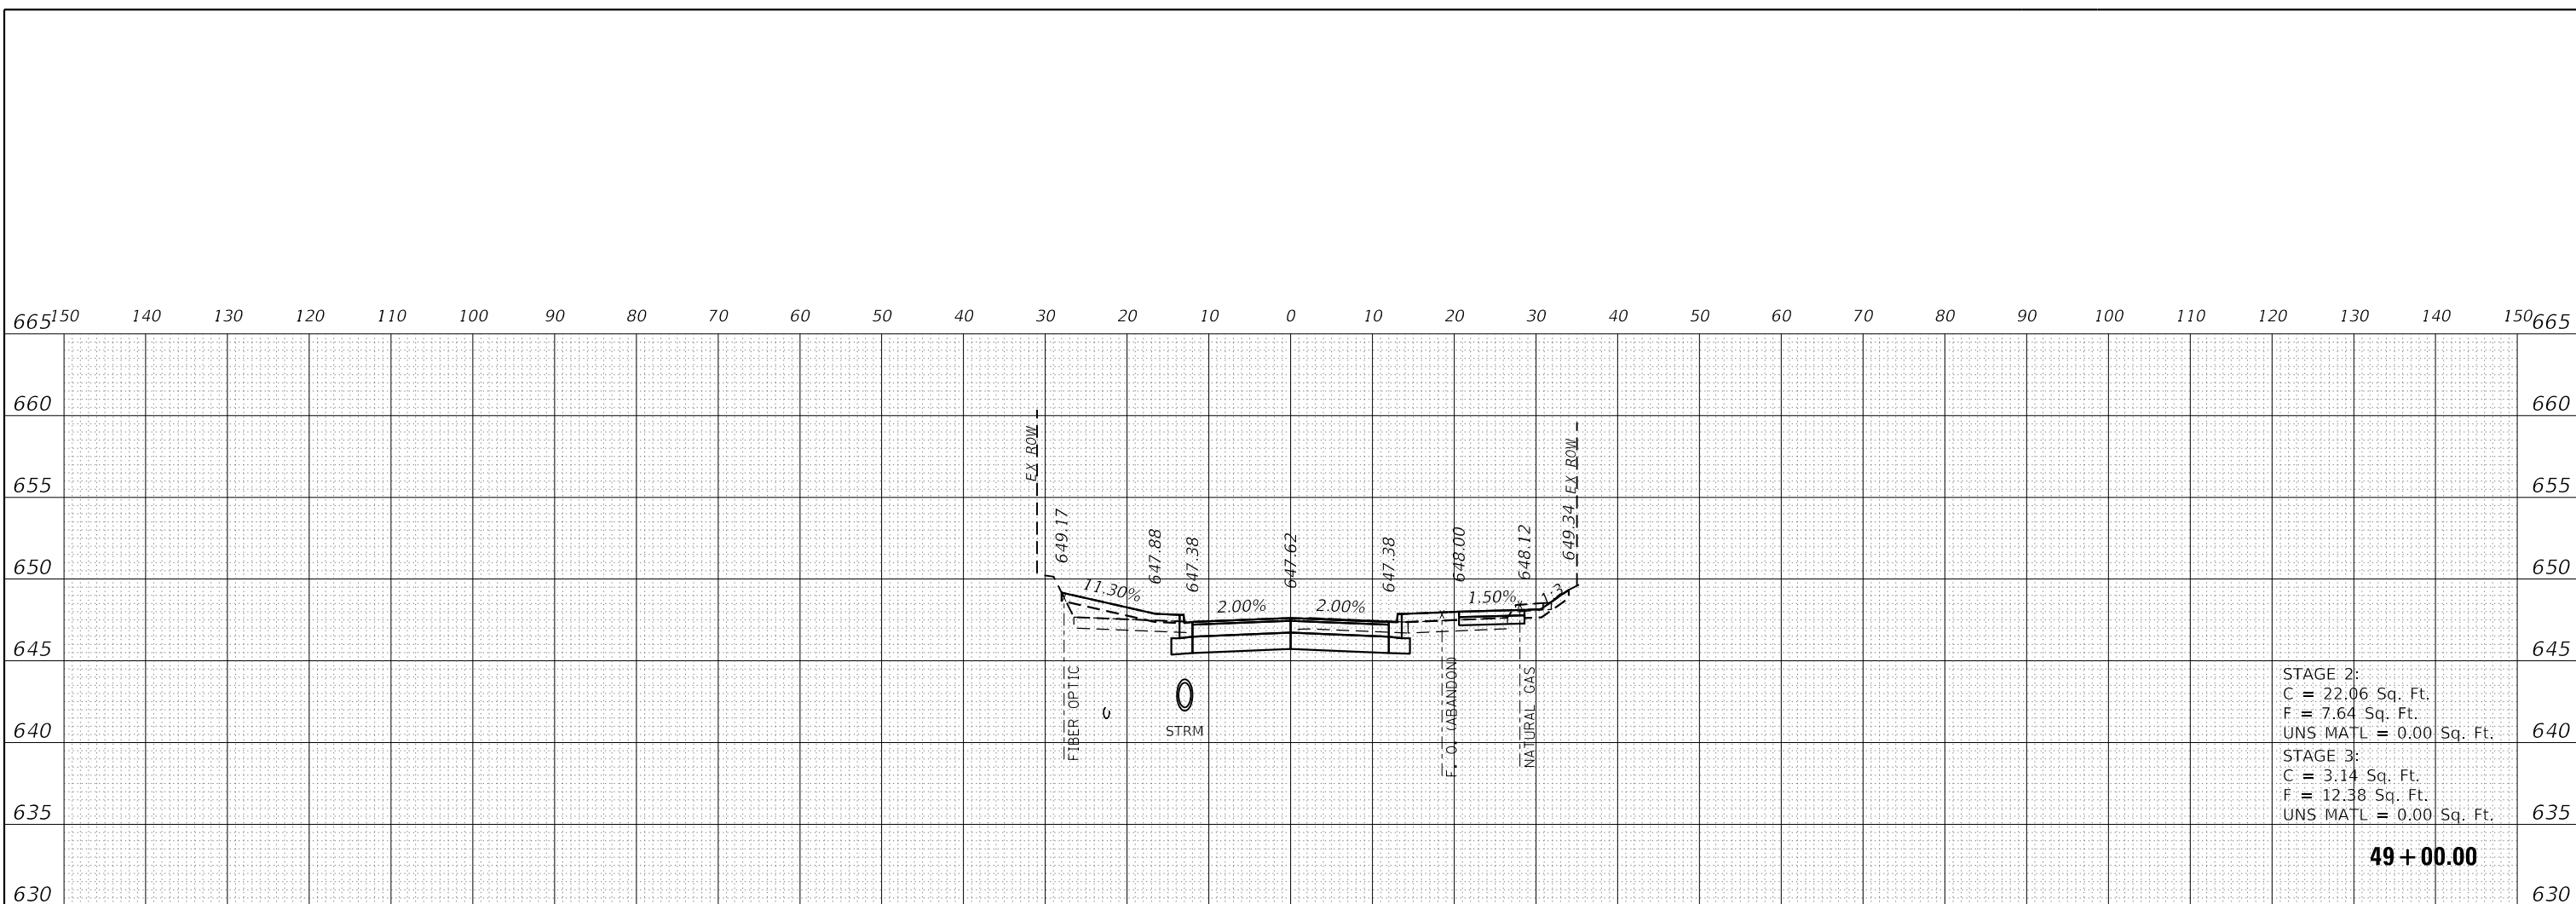 150 140 130 120 110 100 90 80 70 60 50 40 30 20 10 0 10 20 30 40 50 60 70 80 90 100 110 120 130 140 150
665 665
660 660
EX ROW EX ROW
655 655
649.17 647.88 647.38 647.62 647.38 648.00 648.12 649.34
650 650
11.30% 2.00% 2.00% 1.50% 1:3
645 645
FIBER OPTIC
STRM
F. O. (ABANDON)
NATURAL GAS
STAGE 2:
C = 22.06 Sq. Ft.
F = 7.64 Sq. Ft.
UNS MATL = 0.00 Sq. Ft.
640 640
STAGE 3:
C = 3.14 Sq. Ft.
F = 12.38 Sq. Ft.
UNS MATL = 0.00 Sq. Ft.
635 635
49+00.00
630 630